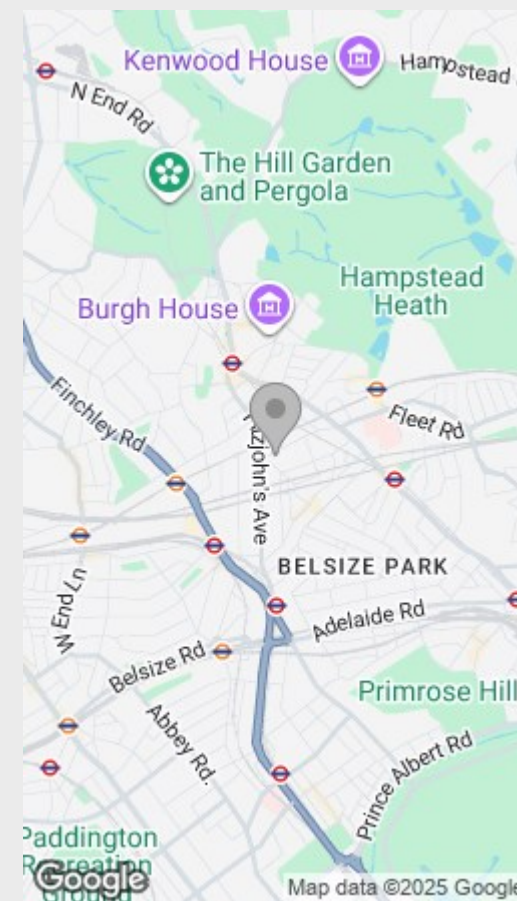 Kenwood House
Hampstead
N End Rd
The Hill Garden
and Pergola
Hampstead
Heath
Burgh House
Finchley Rd
Fleet Rd
Fitzjohn's Ave
BELSIZE PARK
W End Ln
Adelaide Rd
Belsize Rd
Primrose Hill
Abbey Rd.
Prince Albert Rd
Paddington
Recreation
Ground
Google
Map data ©2025 Google